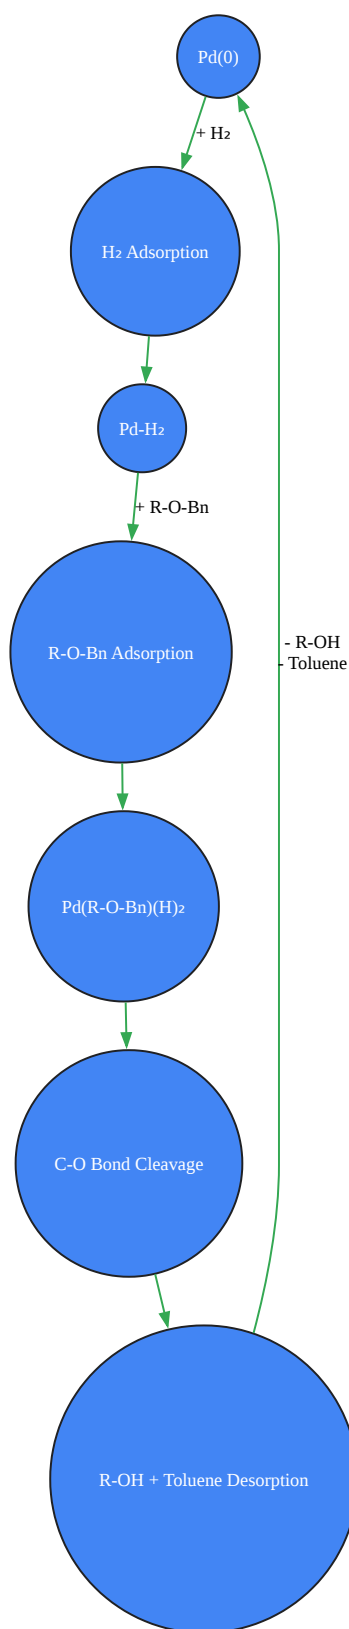 Pd(0)
+ H₂
H₂ Adsorption
Pd-H₂
+ R-O-Bn
R-O-Bn Adsorption
- R-OH
- Toluene
Pd(R-O-Bn)(H)₂
C-O Bond Cleavage
R-OH + Toluene Desorption